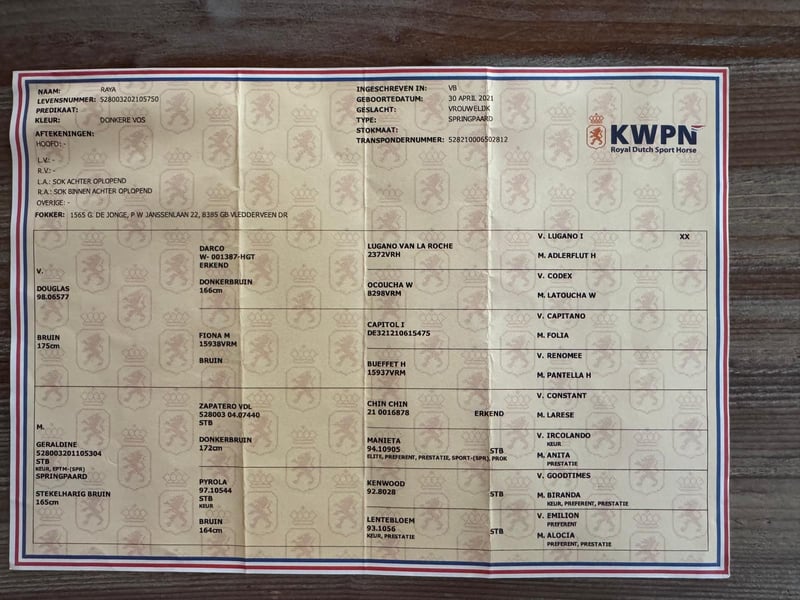 NAAM: RAYA
LEVENSNUMMER: 528003202105750
PREDIKAAT:
KLEUR: DONKERE VOS
INGESCHREVEN IN: VB
GEBOORTEDATUM: 30 APRIL 2021
GESLACHT: VROUWELIJK
TYPE: SPRINGPAARD
STOKMAAT:
TRANSPONDERNUMMER: 528210006502812
KWPN
Royal Dutch Sport Horse
AFTEKENINGEN:
HOOFD: -
L.V.: -
R.V.: -
L.A.: SOK ACHTER OPLOPEND
R.A.: SOK BINNEN ACHTER OPLOPEND
OVERIGE: -
FOKKER: 1565 G. DE JONGE, P W JANSSENLAAN 22, 8385 GB VLEDDERVEEN DR
V.
DOUGLAS
98.06577
BRUIN
175cm
DARCO
W- 001387-HGT
ERKEND
DONKERBRUIN
166cm
FIONA M
15938VRM
BRUIN
LUGANO VAN LA ROCHE
2372VRH
OCOUCHA W
8298VRM
CAPITOL I
DE321210615475
BUEFFET H
15937VRM
V. LUGANO I XX
M. ADLERFLUT H
V. CODEX
M. LATOUCHA W
V. CAPITANO
M. FOLIA
V. RENOMEE
M. PANTELLA H
M.
GERALDINE
528003201105304
STB
KEUR, EPTM-(SPR)
SPRINGPAARD
STEKELHARIG BRUIN
165cm
ZAPATERO VDL
528003 04.07440
STB
DONKERBRUIN
172cm
PYROLA
97.10544
STB
KEUR
BRUIN
164cm
CHIN CHIN
21 0016878 ERKEND
MANIETA
94.10905 STB
ELITE, PREFERENT, PRESTATIE, SPORT-(SPR), PROK
KENWOOD
92.8028 STB
LENTEBLOEM
93.1056 STB
KEUR, PRESTATIE
V. CONSTANT
M. LARESE
V. IRCOLANDO
KEUR
M. ANITA
PRESTATIE
V. GOODTIMES
M. BIRANDA
KEUR, PREFERENT, PRESTATIE
V. EMILION
PREFERENT
M. ALOCIA
PREFERENT, PRESTATIE